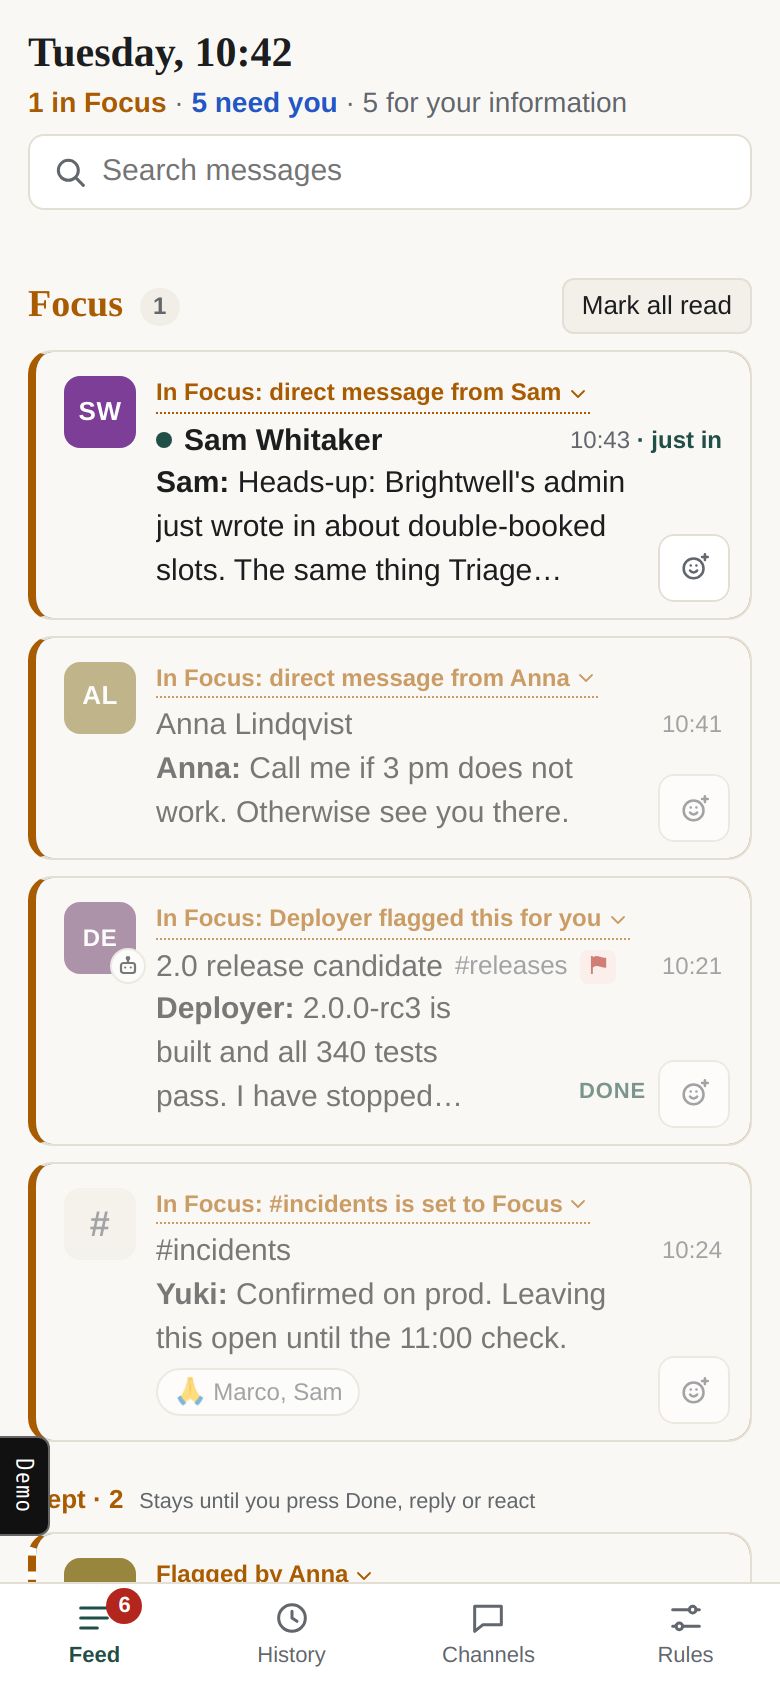 Tuesday, 10:42
1 in Focus · 5 need you · 5 for your information
Search messages
Focus 1 Mark all read
SW
In Focus: direct message from Sam
Sam Whitaker 10:43 · just in
Sam: Heads-up: Brightwell's admin
just wrote in about double-booked
slots. The same thing Triage…
AL
In Focus: direct message from Anna
Anna Lindqvist 10:41
Anna: Call me if 3 pm does not
work. Otherwise see you there.
DE
In Focus: Deployer flagged this for you
2.0 release candidate #releases 10:21
Deployer: 2.0.0-rc3 is
built and all 340 tests
pass. I have stopped…
DONE
#
In Focus: #incidents is set to Focus
#incidents 10:24
Yuki: Confirmed on prod. Leaving
this open until the 11:00 check.
🙏 Marco, Sam
Demo
ept · 2 Stays until you press Done, reply or react
Flagged by Anna
6
Feed History Channels Rules